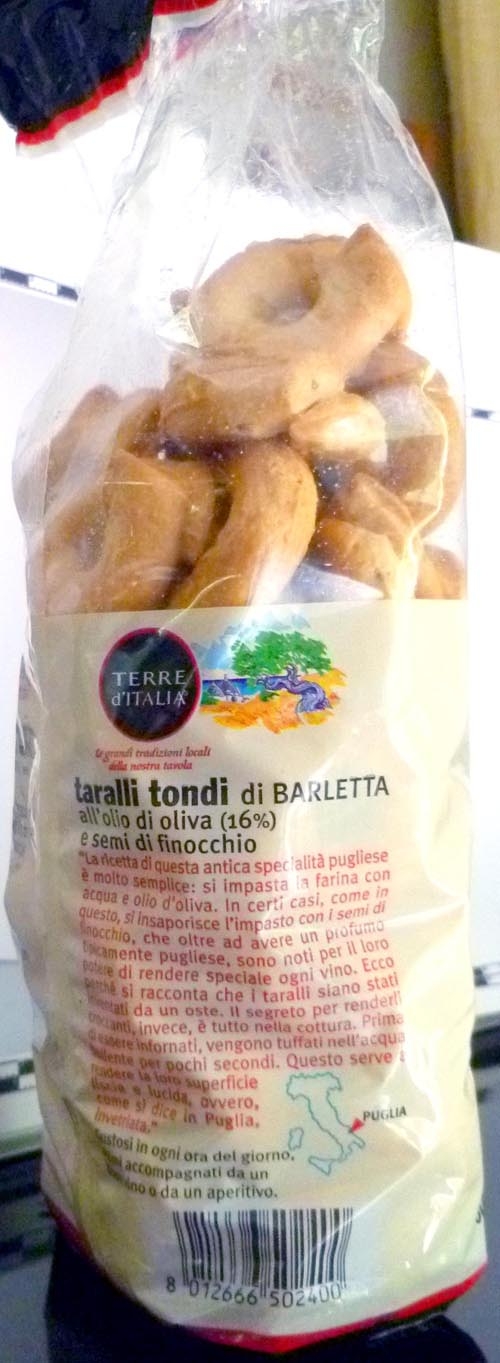 TERRE
d'ITALIA®
le grandi tradizioni locali
della nostra tavola
taralli tondi di BARLETTA
all'olio di oliva (16%)
e semi di finocchio
"La ricetta di questa antica specialità pugliese
è molto semplice: si impasta la farina con
acqua e olio d'oliva. In certi casi, come in
questo, si insaporisce l'impasto con i semi di
finocchio, che oltre ad avere un profumo
tipicamente pugliese, sono noti per il loro
potere di rendere speciale ogni vino. Ecco
perché si racconta che i taralli siano stati
inventati da un oste. Il segreto per renderli
croccanti, invece, è tutto nella cottura. Prima
di essere infornati, vengono tuffati nell'acqua
bollente per pochi secondi. Questo serve a
rendere la loro superficie
liscia e lucida, ovvero,
come si dice in Puglia,
invetriata."
PUGLIA
Gustosi in ogni ora del giorno,
accompagnati da un
vino o da un aperitivo.
8 012666 502400